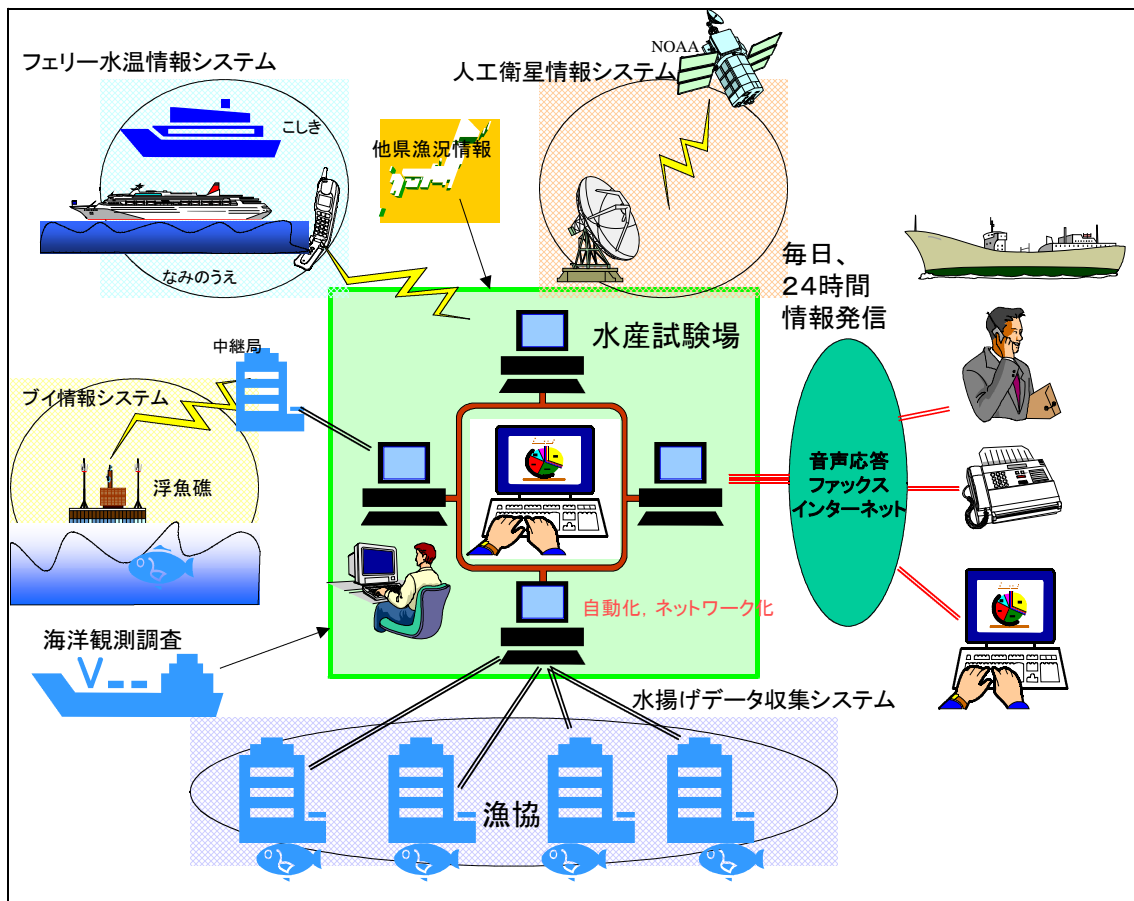 フェリー水温情報システム
こしき
なみのうえ
他県漁況情報
人工衛星情報システム
NOAA
毎日、
２４時間
情報発信
中継局
水産試験場
ブイ情報システム
浮魚礁
音声応答
ファックス
インターネット
自動化，ネットワーク化
海洋観測調査
水揚げデータ収集システム
漁協